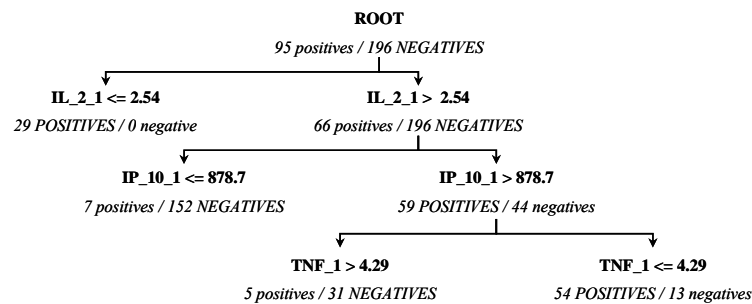 ROOT
95 positives / 196 NEGATIVES
IL_2_1 <= 2.54
IL_2_1 > 2.54
29 POSITIVES / 0 negative
66 positives / 196 NEGATIVES
IP_10_1 <= 878.7
IP_10_1 > 878.7
7 positives / 152 NEGATIVES
59 POSITIVES / 44 negatives
TNF_1 > 4.29
TNF_1 <= 4.29
5 positives / 31 NEGATIVES
54 POSITIVES / 13 negatives